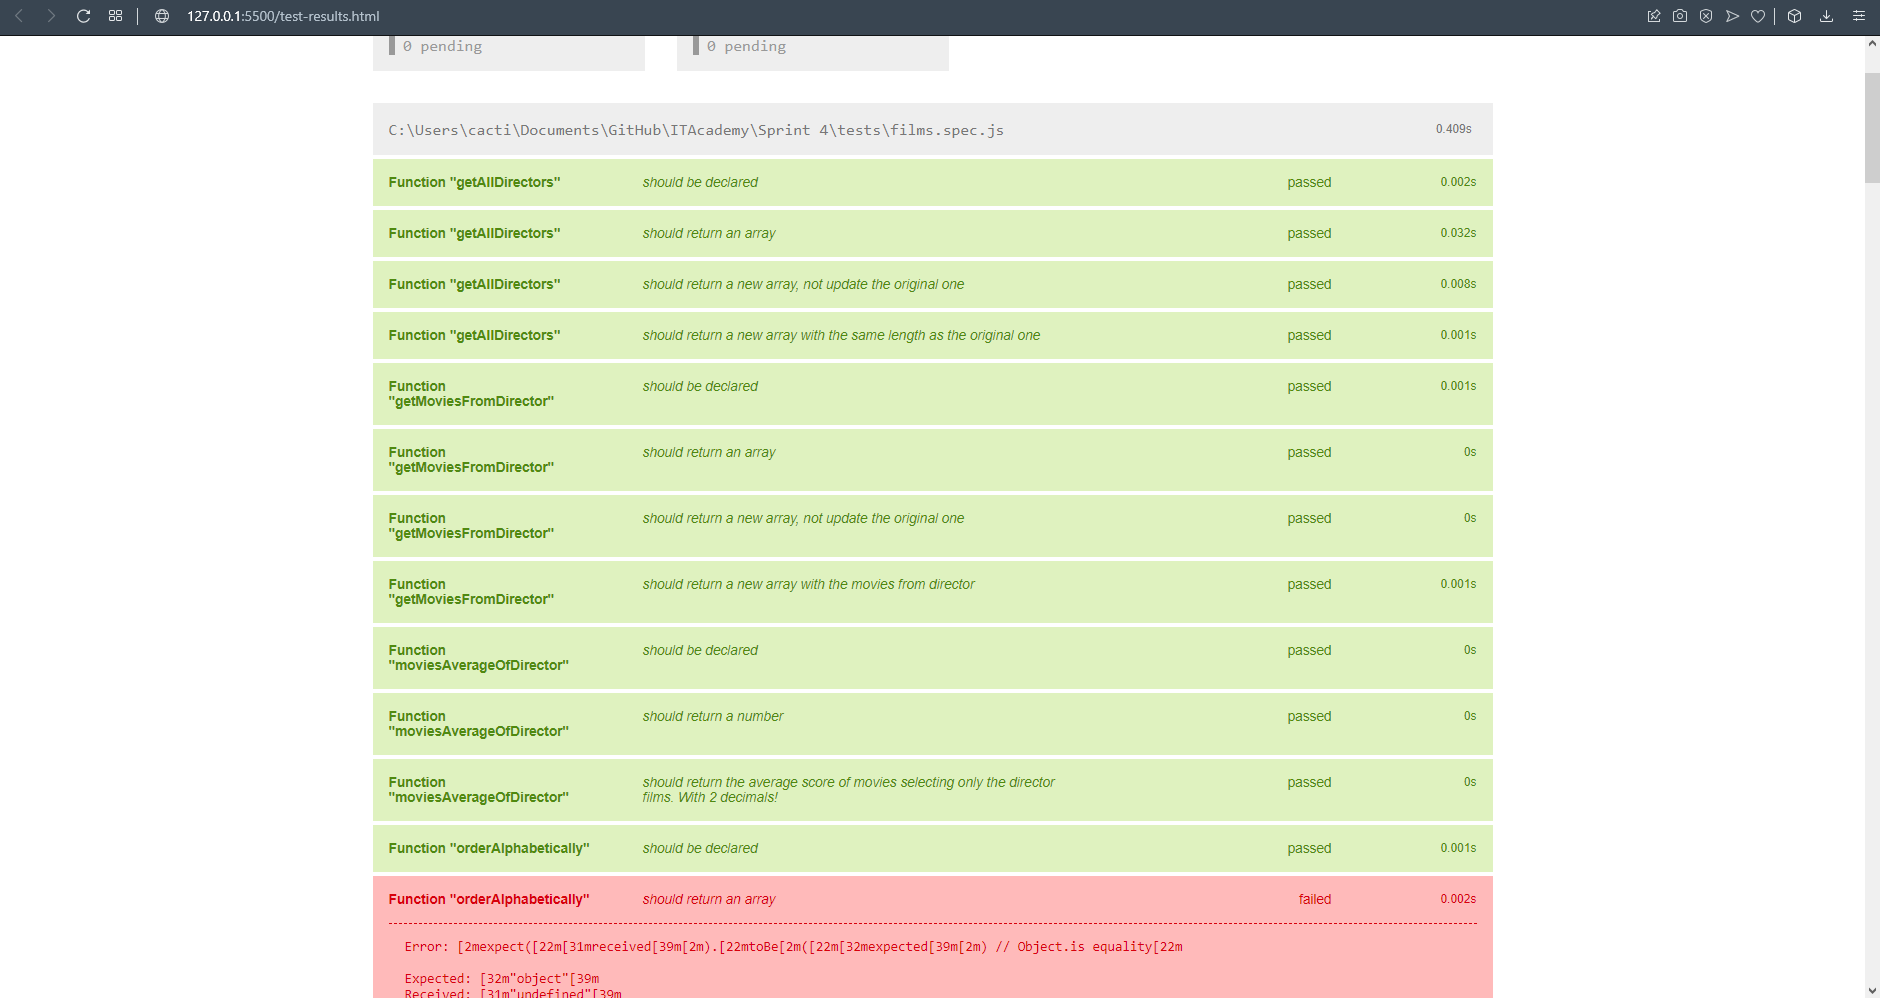 127.0.0.1:5500/test-results.html
0 pending 0 pending
C:\Users\cacti\Documents\GitHub\ITAcademy\Sprint 4\tests\films.spec.js 0.409s
Function "getAllDirectors" should be declared passed 0.002s
Function "getAllDirectors" should return an array passed 0.032s
Function "getAllDirectors" should return a new array, not update the original one passed 0.008s
Function "getAllDirectors" should return a new array with the same length as the original one passed 0.001s
Function should be declared passed 0.001s
"getMoviesFromDirector"
Function should return an array passed 0s
"getMoviesFromDirector"
Function should return a new array, not update the original one passed 0s
"getMoviesFromDirector"
Function should return a new array with the movies from director passed 0.001s
"getMoviesFromDirector"
Function should be declared passed 0s
"moviesAverageOfDirector"
Function should return a number passed 0s
"moviesAverageOfDirector"
Function should return the average score of movies selecting only the director passed 0s
"moviesAverageOfDirector" films. With 2 decimals!
Function "orderAlphabetically" should be declared passed 0.001s
Function "orderAlphabetically" should return an array failed 0.002s
Error: [2mexpect([22m[31mreceived[39m[2m).[22mtoBe[2m([22m[32mexpected[39m[2m) // Object.is equality[22m
Expected: [32m"object"[39m
Received: [31m"undefined"[39m